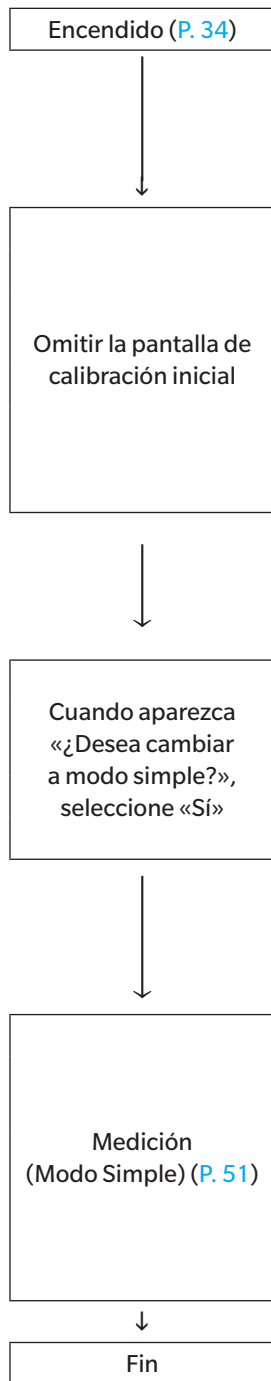 Encendido (P. 34)
Omitir la pantalla de
calibración inicial
Cuando aparezca
«¿Desea cambiar
a modo simple?»,
seleccione «Sí»
Medición
(Modo Simple) (P. 51)
Fin